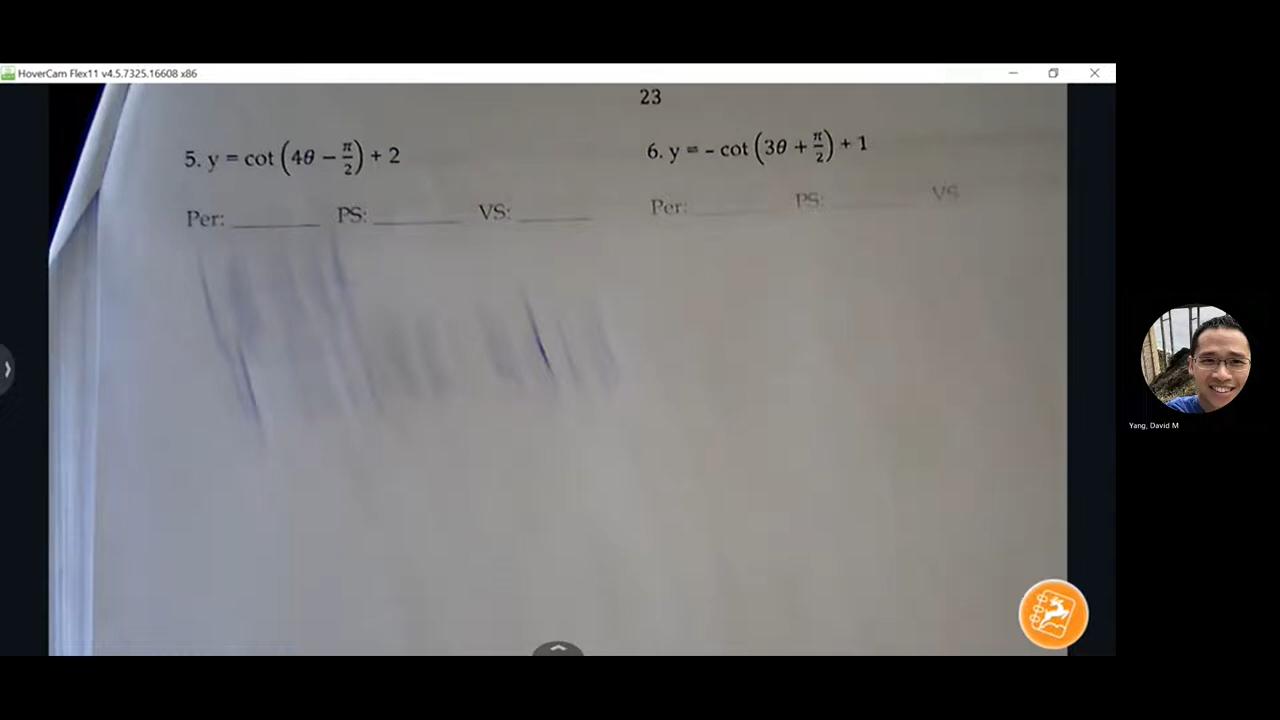 HoverCam Flex11 v4.5.7325.16608 x86
23
5. y = cot (4θ − π/2) + 2
6. y = - cot (3θ + π/2) + 1
Per: ________ PS: ________ VS: ________
Per: ________ PS: ________ VS
Yang, David M